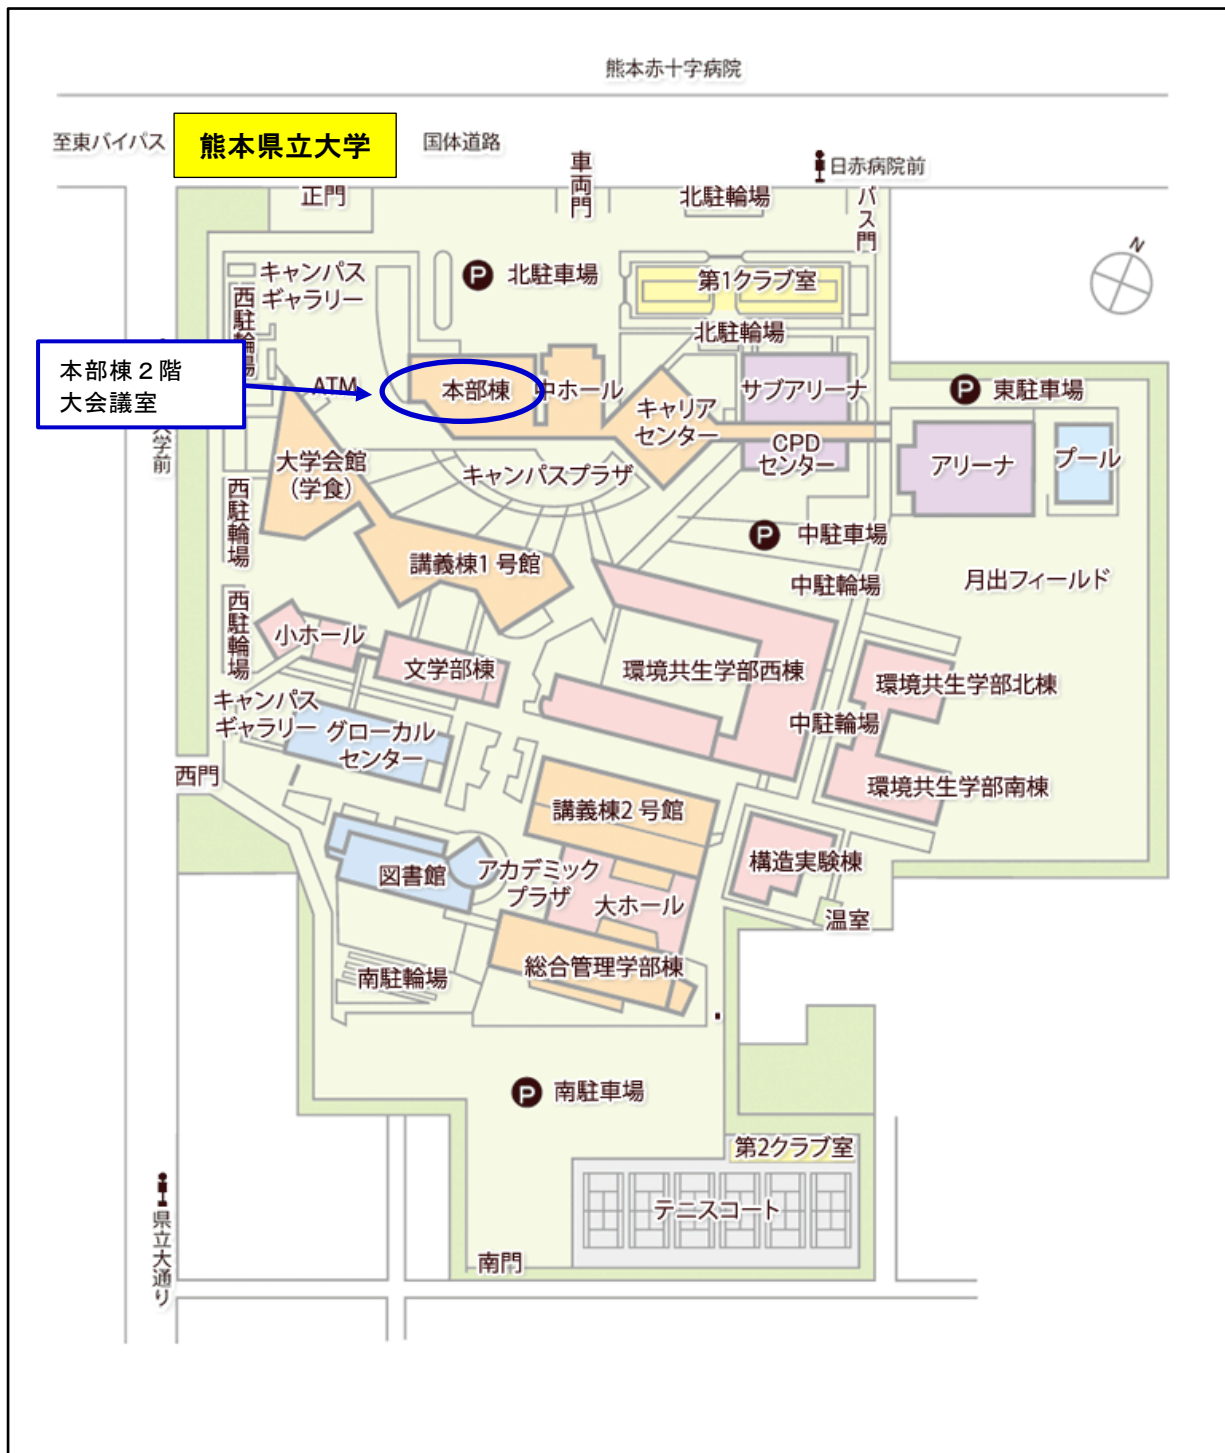 熊本赤十字病院
至東バイパス
熊本県立大学
国体道路
日赤病院前
正門
車両門
北駐輪場
バス門
N
キャンパス
ギャラリー
西駐輪場
P 北駐車場
第1クラブ室
北駐輪場
本部棟２階
大会議室
ATM
本部棟
中ホール
キャリア
センター
サブアリーナ
P 東駐車場
学前
大学会館
(学食)
キャンパスプラザ
CPD
センター
アリーナ
プール
西駐輪場
講義棟1 号館
P 中駐車場
中駐輪場
月出フィールド
西駐輪場
小ホール
文学部棟
環境共生学部西棟
環境共生学部北棟
キャンパス
ギャラリー
グローカル
センター
中駐輪場
西門
講義棟2 号館
環境共生学部南棟
図書館
アカデミック
プラザ
大ホール
構造実験棟
温室
南駐輪場
総合管理学部棟
P 南駐車場
第2クラブ室
テニスコート
県立大通り
南門